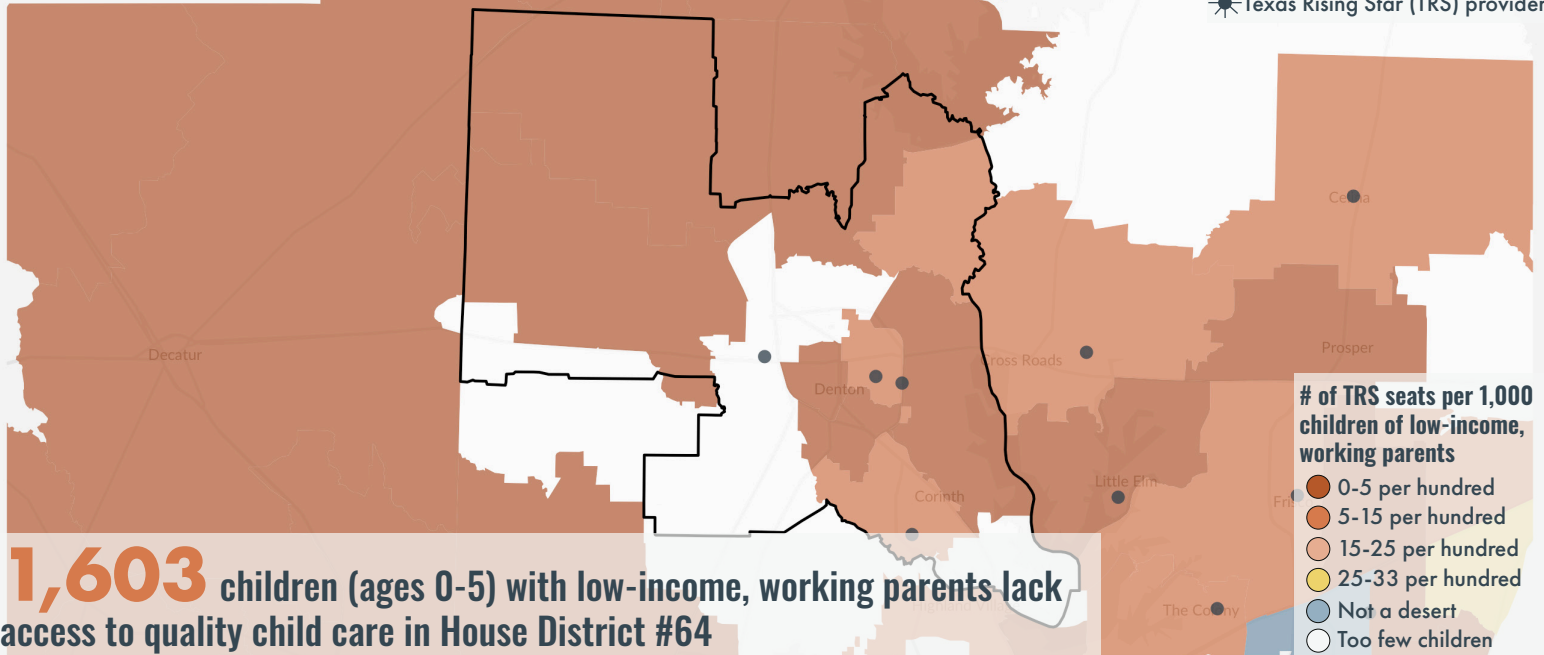 Texas Rising Star (TRS) provider
Celina
Decatur
Prosper
Cross Roads
Denton
# of TRS seats per 1,000
children of low-income,
working parents
Little Elm
0-5 per hundred
Corinth
5-15 per hundred
15-25 per hundred
25-33 per hundred
1,603 children (ages 0-5) with low-income, working parents lack
access to quality child care in House District #64
The Colony
Not a desert
Too few children